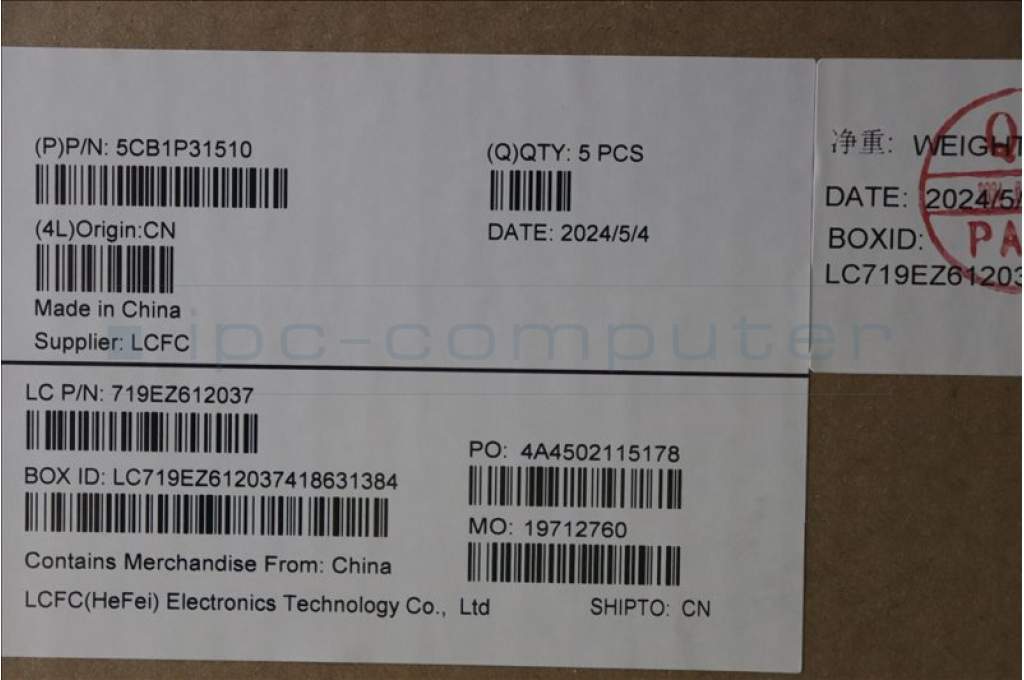 (P)P/N: 5CB1P31510
(Q)QTY: 5 PCS
(4L)Origin:CN
DATE: 2024/5/4
Made in China
Supplier: LCFC
净重: WEIGHT
DATE: 2024/5/
BOXID:
LC719EZ61203
Q
PA
ipc-computer
LC P/N: 719EZ612037
PO: 4A4502115178
BOX ID: LC719EZ612037418631384
MO: 19712760
Contains Merchandise From: China
LCFC(HeFei) Electronics Technology Co., Ltd
SHIPTO: CN